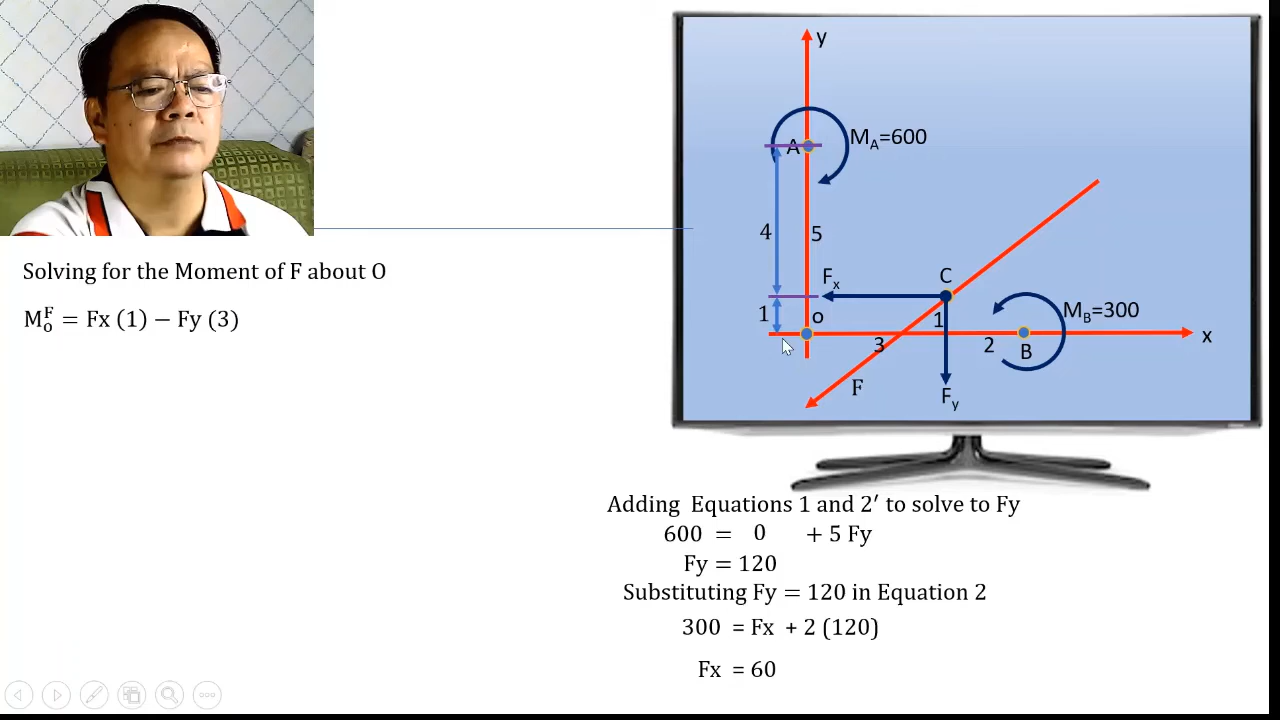 Solving for the Moment of F about O
M_o^F = Fx (1) − Fy (3)
y
A
M_A=600
4
5
F_x
C
1
o
1
M_B=300
x
3
2
B
F
F_y
Adding Equations 1 and 2′ to solve to Fy
600 = 0 + 5 Fy
Fy = 120
Substituting Fy = 120 in Equation 2
300 = Fx + 2 (120)
Fx = 60